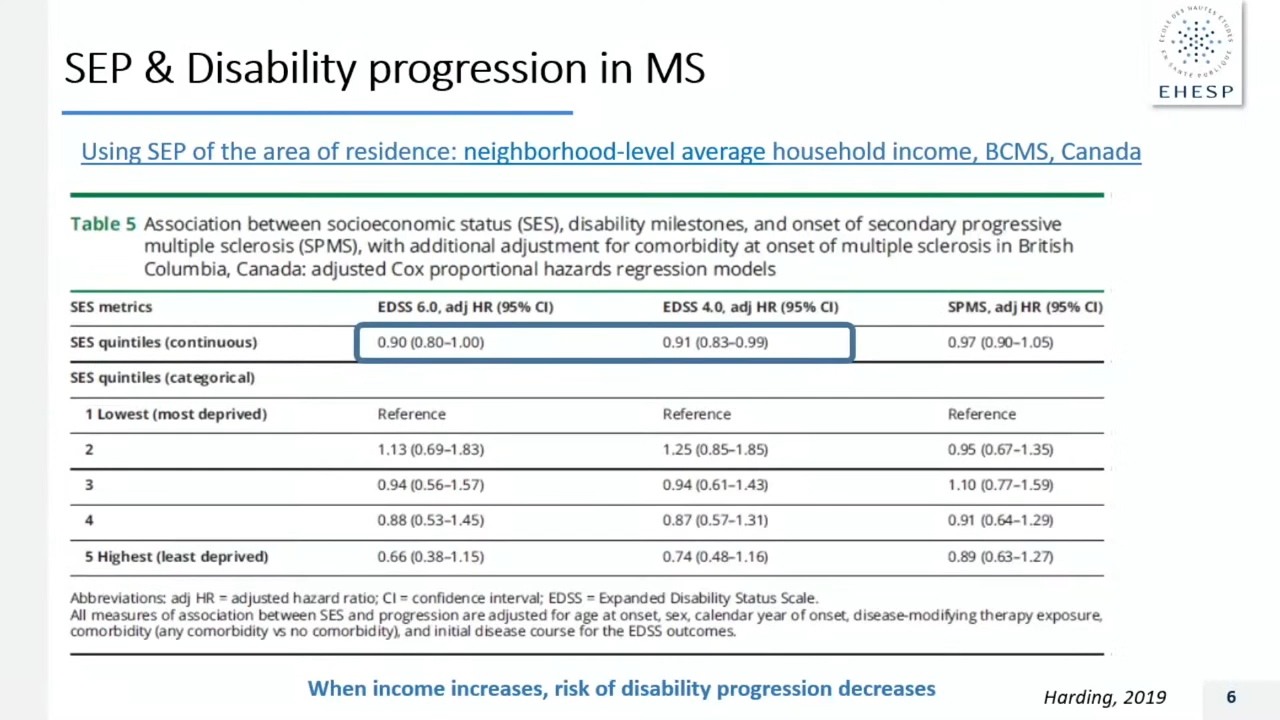 SEP & Disability progression in MS
ÉCOLE DES HAUTES ÉTUDES EN SANTÉ PUBLIQUE
EHESP
Using SEP of the area of residence: neighborhood-level average household income, BCMS, Canada
Table 5 Association between socioeconomic status (SES), disability milestones, and onset of secondary progressive
multiple sclerosis (SPMS), with additional adjustment for comorbidity at onset of multiple sclerosis in British
Columbia, Canada: adjusted Cox proportional hazards regression models
SES metrics EDSS 6.0, adj HR (95% CI) EDSS 4.0, adj HR (95% CI) SPMS, adj HR (95% CI)
SES quintiles (continuous) 0.90 (0.80–1.00) 0.91 (0.83–0.99) 0.97 (0.90–1.05)
SES quintiles (categorical)
1 Lowest (most deprived) Reference Reference Reference
2 1.13 (0.69–1.83) 1.25 (0.85–1.85) 0.95 (0.67–1.35)
3 0.94 (0.56–1.57) 0.94 (0.61–1.43) 1.10 (0.77–1.59)
4 0.88 (0.53–1.45) 0.87 (0.57–1.31) 0.91 (0.64–1.29)
5 Highest (least deprived) 0.66 (0.38–1.15) 0.74 (0.48–1.16) 0.89 (0.63–1.27)
Abbreviations: adj HR = adjusted hazard ratio; CI = confidence interval; EDSS = Expanded Disability Status Scale.
All measures of association between SES and progression are adjusted for age at onset, sex, calendar year of onset, disease-modifying therapy exposure,
comorbidity (any comorbidity vs no comorbidity), and initial disease course for the EDSS outcomes.
When income increases, risk of disability progression decreases
Harding, 2019
6